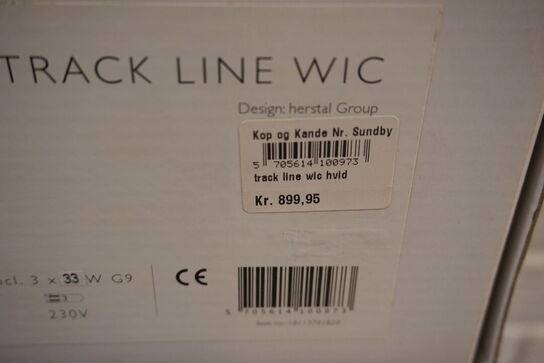 TRACK LINE WIC
Design: herstal Group
Kop og Kande Nr. Sundby
5 705614 100973
track line wic hvid
Kr. 899,95
ncl. 3 x 33 W G9
CE
230V
5 705614 100973